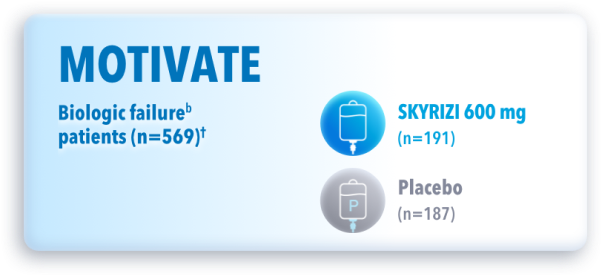 MOTIVATE
Biologic failureᵇ
patients (n=569)†
SKYRIZI 600 mg
(n=191)
P
Placebo
(n=187)